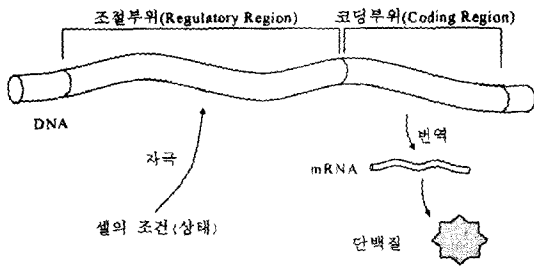 조절부위(Regulatory Region) 코딩부위(Coding Region)
DNA
자극
번역
mRNA
셀의 조건(상태)
단백질